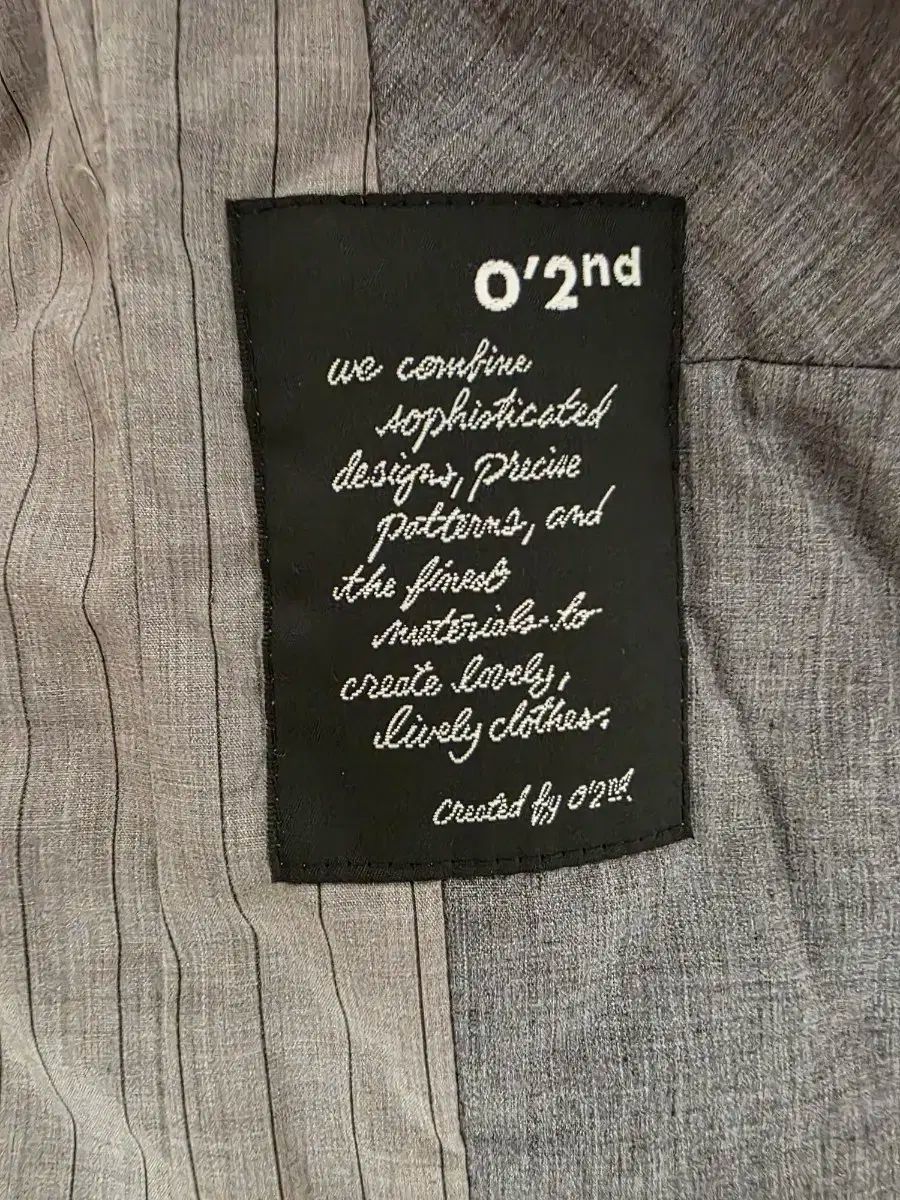 O'2nd
we combine
sophisticated
designs, precise
patterns, and
the finest
materials to
create lovely,
lively clothes.
Created by O'2nd.